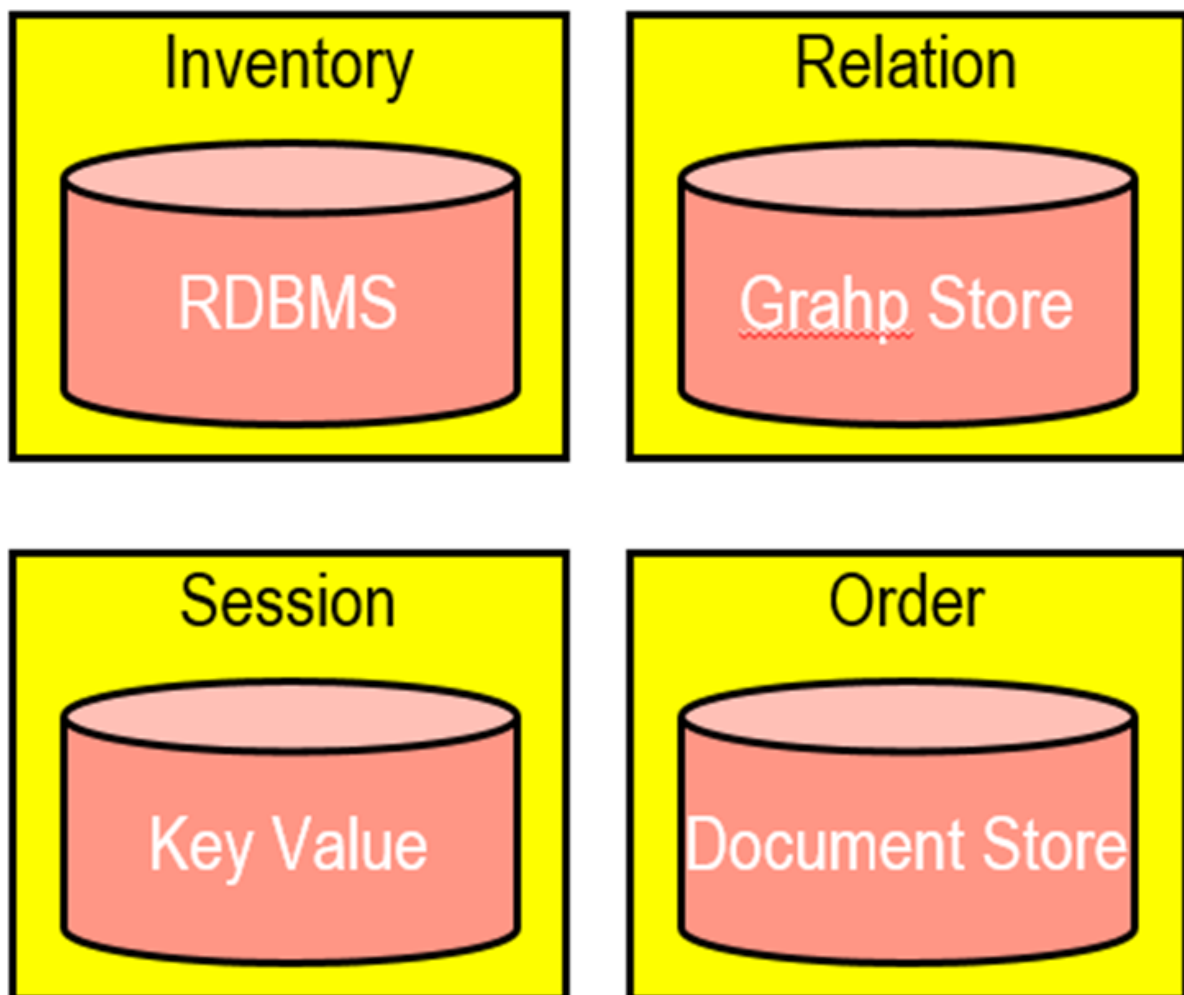 Inventory
RDBMS
Relation
Grahp Store
Session
Key Value
Order
Document Store